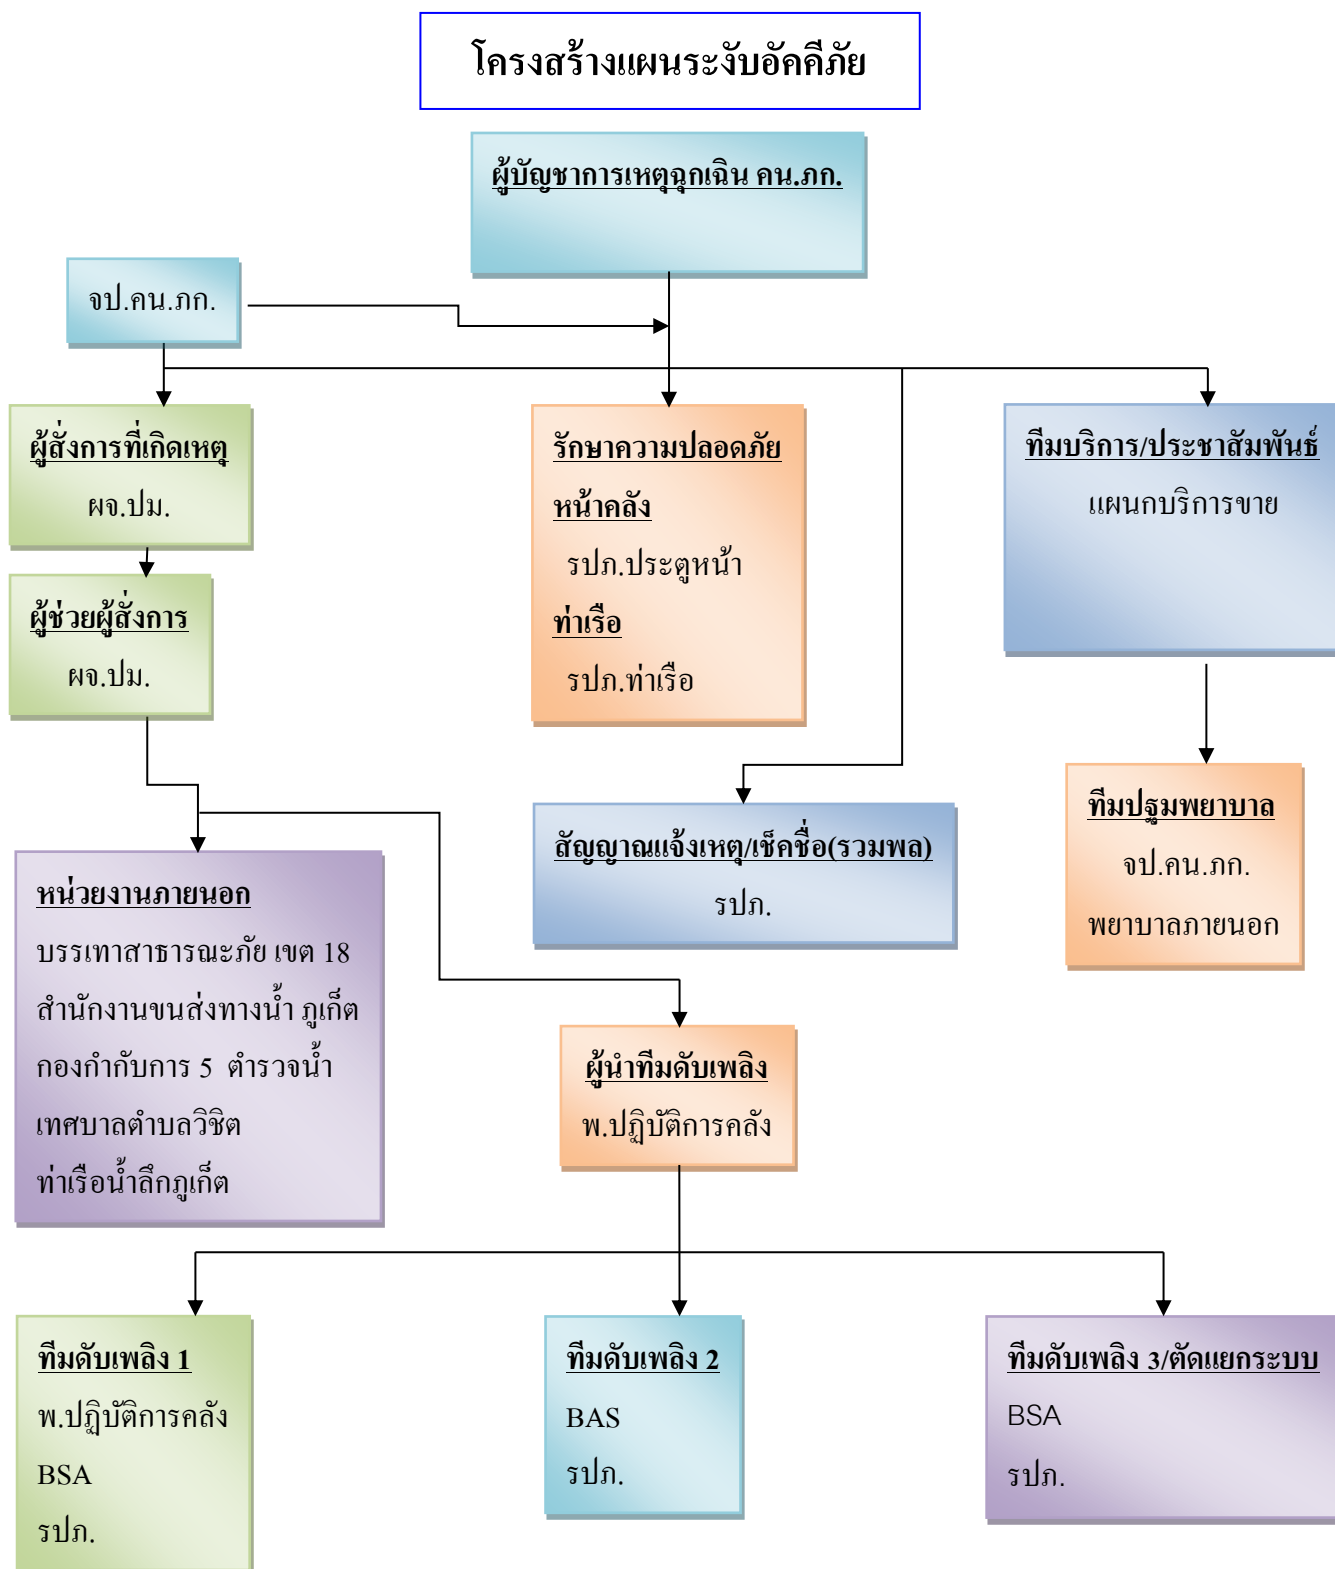 โครงสร้างแผนระงับอัคคีภัย
ผู้บัญชาการเหตุฉุกเฉิน คน.ภก.
จป.คน.ภก.
ผู้สั่งการที่เกิดเหตุ
ผจ.ปม.
รักษาความปลอดภัย
หน้าคลัง
รปภ.ประตูหน้า
ท่าเรือ
รปภ.ท่าเรือ
ทีมบริการ/ประชาสัมพันธ์
แผนกบริการขาย
ผู้ช่วยผู้สั่งการ
ผจ.ปม.
ทีมปฐมพยาบาล
จป.คน.ภก.
พยาบาลภายนอก
สัญญาณแจ้งเหตุ/เช็คชื่อ(รวมพล)
รปภ.
หน่วยงานภายนอก
บรรเทาสาธารณะภัย เขต 18
สำนักงานขนส่งทางน้ำ ภูเก็ต
กองกำกับการ 5 ตำรวจน้ำ
เทศบาลตำบลวิชิต
ท่าเรือน้ำลึกภูเก็ต
ผู้นำทีมดับเพลิง
พ.ปฏิบัติการคลัง
ทีมดับเพลิง 1
พ.ปฏิบัติการคลัง
BSA
รปภ.
ทีมดับเพลิง 2
BAS
รปภ.
ทีมดับเพลิง 3/ตัดแยกระบบ
BSA
รปภ.